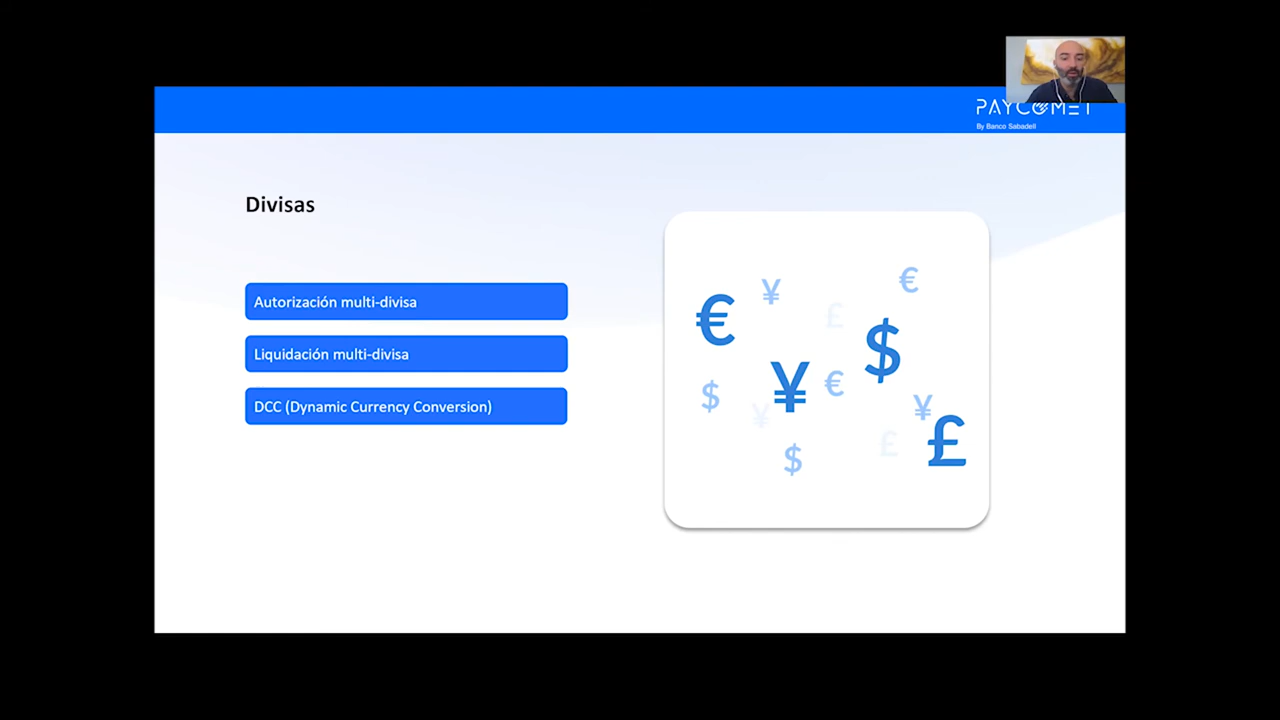 PAYCOMET
By Banco Sabadell
Divisas
Autorización multi-divisa
Liquidación multi-divisa
DCC (Dynamic Currency Conversion)
€ ¥ £ €
$ ¥ € $
¥ ¥ £ £
$